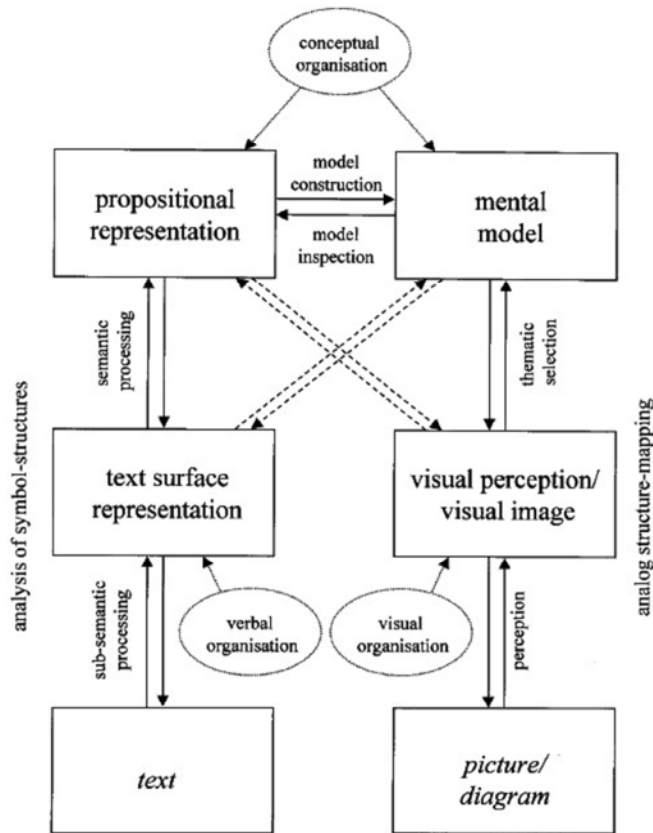 conceptual
organisation
propositional
representation
model
construction
model
inspection
mental
model
semantic
processing
thematic
selection
analysis of symbol-structures
text surface
representation
visual perception/
visual image
analog structure-mapping
sub-semantic
processing
verbal
organisation
visual
organisation
perception
text
picture/
diagram